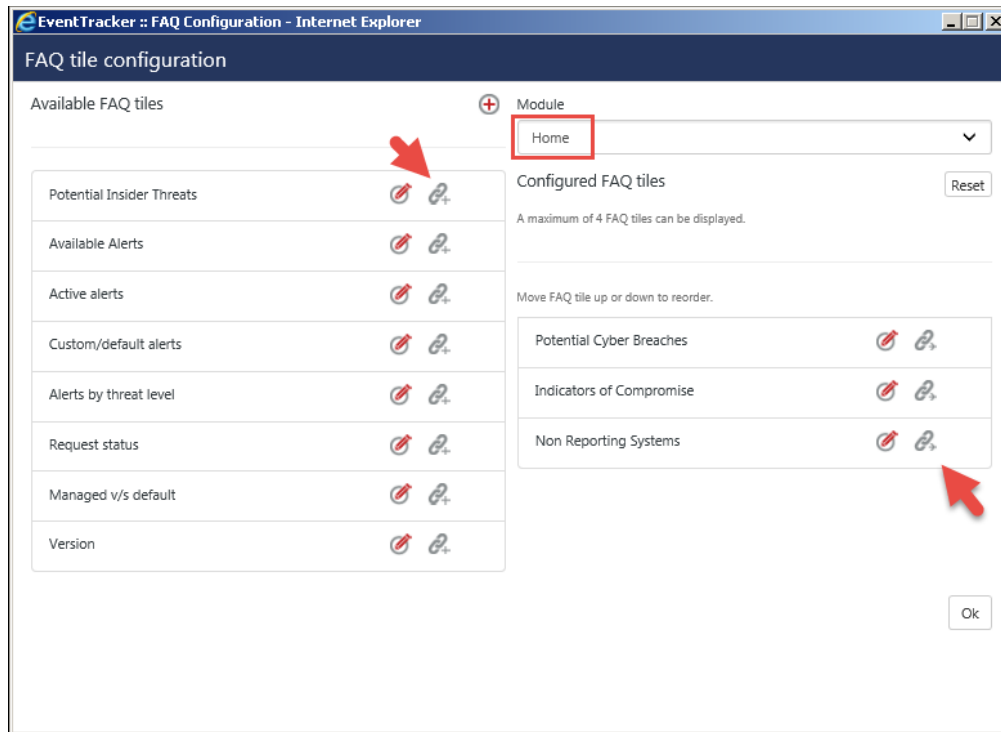 EventTracker :: FAQ Configuration - Internet Explorer
FAQ tile configuration
Available FAQ tiles
Potential Insider Threats
Available Alerts
Active alerts
Custom/default alerts
Alerts by threat level
Request status
Managed v/s default
Version
Module
Home
Configured FAQ tiles
Reset
A maximum of 4 FAQ tiles can be displayed.
Move FAQ tile up or down to reorder.
Potential Cyber Breaches
Indicators of Compromise
Non Reporting Systems
Ok